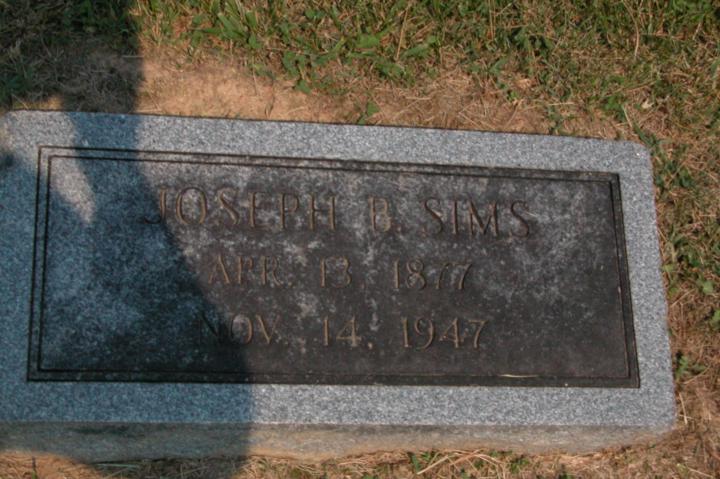 JOSEPH B. SIMS
APR. 13, 1877
NOV. 14, 1947